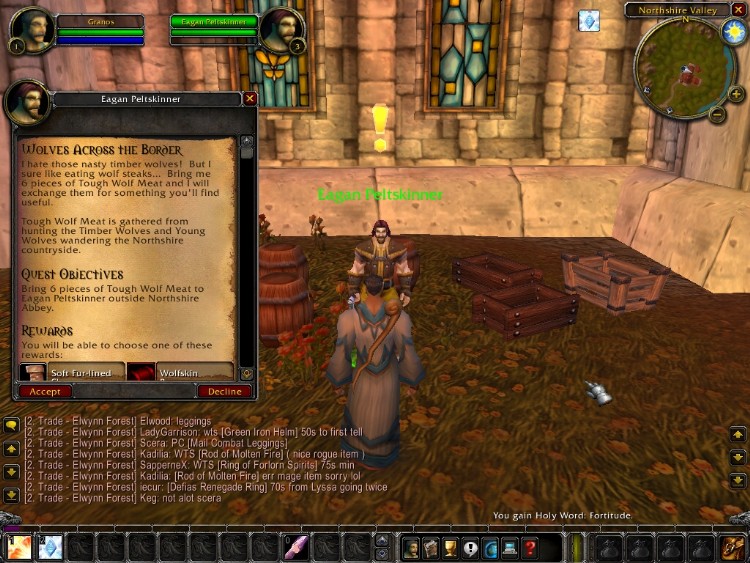 Granos
Eagan Peltskinner
Northshire Valley
N
1
3
Eagan Peltskinner
Wolves Across the Border
I hate those nasty timber wolves! But I
sure like eating wolf steaks... Bring me
6 pieces of Tough Wolf Meat and I will
exchange them for something you'll find
useful.
Tough Wolf Meat is gathered from
hunting the Timber Wolves and Young
Wolves wandering the Northshire
countryside.
Quest Objectives
Bring 6 pieces of Tough Wolf Meat to
Eagan Peltskinner outside Northshire
Abbey.
Rewards
You will be able to choose one of these
rewards:
Soft Fur-lined
Wolfskin
Accept
Decline
Eagan Peltskinner
[2. Trade - Elwynn Forest] Elwood: leggings
[2. Trade - Elwynn Forest] LadyGarrison: wts [Green Iron Helm] 50s to first tell
[2. Trade - Elwynn Forest] Scera: PC [Mail Combat Leggings]
[2. Trade - Elwynn Forest] Kadilia: WTS [Rod of Molten Fire] ( nice rogue item )
[2. Trade - Elwynn Forest] SapperneX: WTS [Ring of Forlorn Spirits] 75s min
[2. Trade - Elwynn Forest] Kadilia: [Rod of Molten Fire] err mage item sorry lol
[2. Trade - Elwynn Forest] iecur: [Defias Renegade Ring] 70s from Lyssa going twice
[2. Trade - Elwynn Forest] Keg: not alot scera
You gain Holy Word: Fortitude.